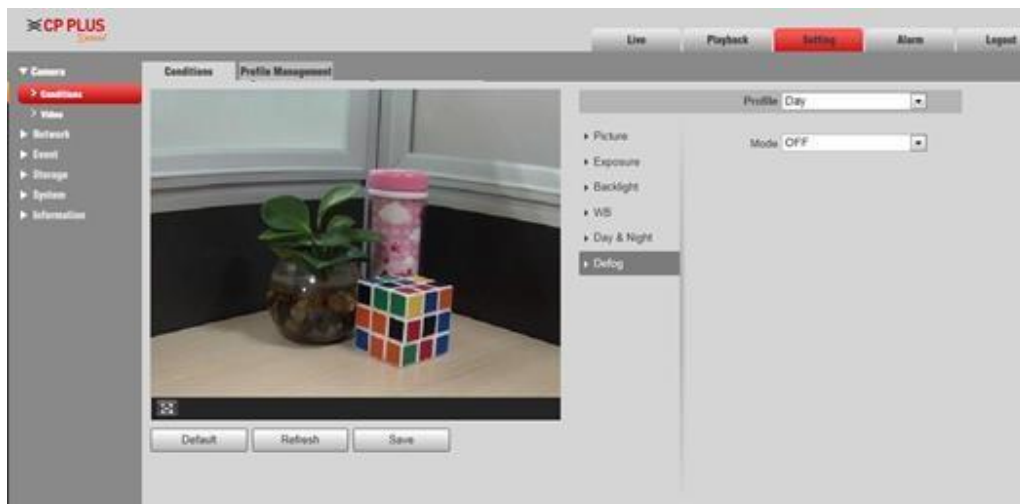 CP PLUS
Live
Playback
Setting
Alarm
Logout
Camera
Conditions
Video
Network
Event
Storage
System
Information
Conditions
Profile Management
Profile Day
Picture
Exposure
Backlight
WB
Day & Night
Defog
Mode OFF
Default
Refresh
Save